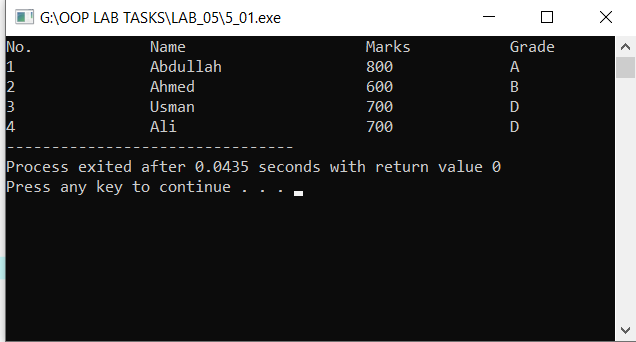 G:\OOP LAB TASKS\LAB_05\5_01.exe
No. Name Marks Grade
1 Abdullah 800 A
2 Ahmed 600 B
3 Usman 700 D
4 Ali 700 D
--------------------------------
Process exited after 0.0435 seconds with return value 0
Press any key to continue . . .